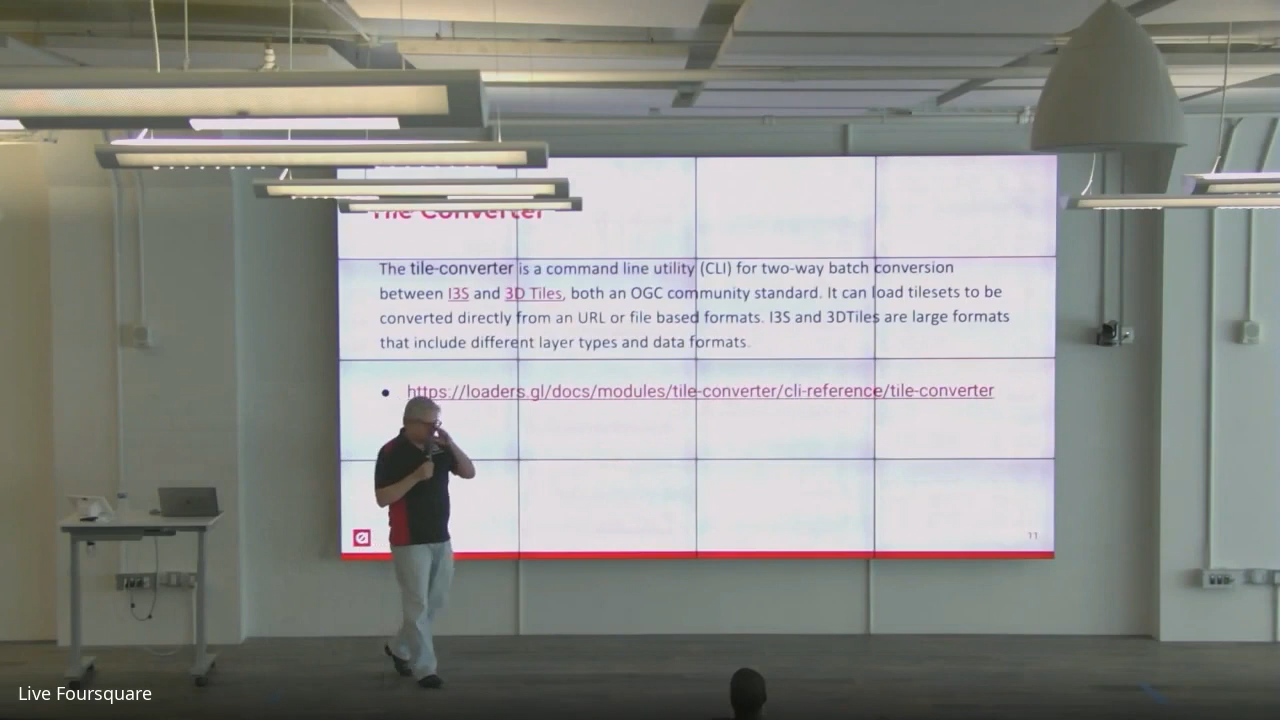 Tile Converter
The tile-converter is a command line utility (CLI) for two-way batch conversion
between I3S and 3D Tiles, both an OGC community standard. It can load tilesets to be
converted directly from an URL or file based formats. I3S and 3DTiles are large formats
that include different layer types and data formats.
• https://loaders.gl/docs/modules/tile-converter/cli-reference/tile-converter
11
Live Foursquare